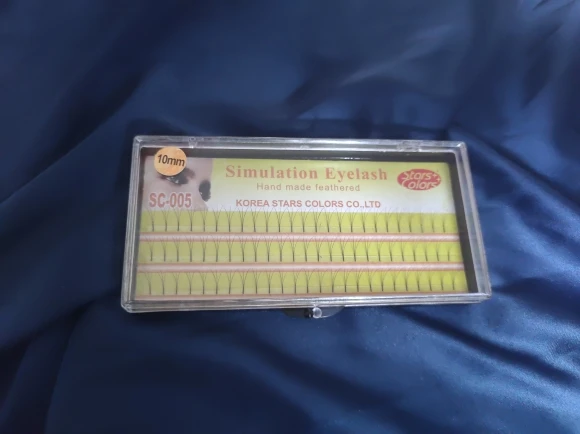 10mm
Simulation Eyelash
Stars
Colors
Hand made feathered
SC-005
KOREA STARS COLORS CO.,LTD